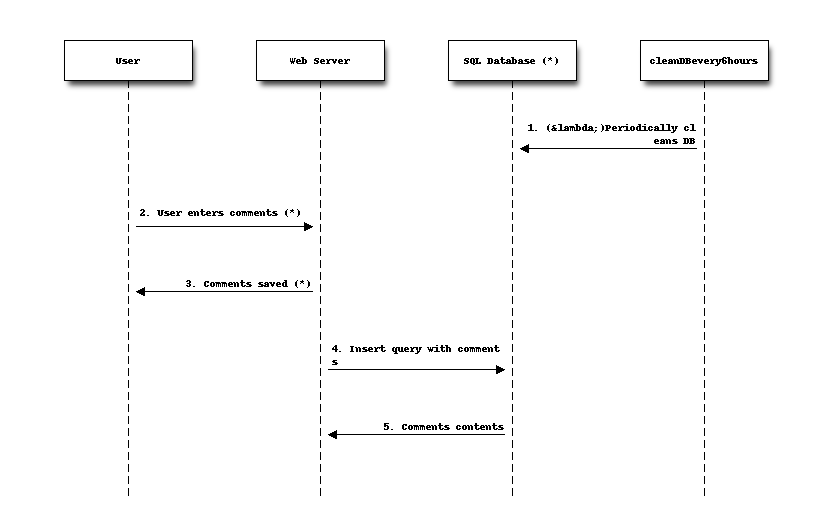 User
Web Server
SQL Database (*)
cleanDBevery6hours
1. (&lambda;)Periodically cl
eans DB
2. User enters comments (*)
3. Comments saved (*)
4. Insert query with comment
s
5. Comments contents